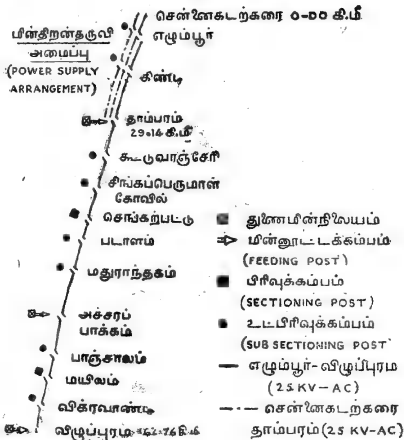 சென்னைகடற்கரை 0-00 கி.மீ
எழும்பூர்
மின்திறன்தருவி
அமைப்பு
(POWER SUPPLY
ARRANGEMENT)
கிண்டி
தாம்பரம்
29.14 கி.மீ
கூட்டுவாஞ்சேரி
சிங்கப்பெருமாள்
கோவில்
செங்கற்பட்டு
படாளம்
மதுராந்தகம்
அச்சரப்
பாக்கம்
பாஞ்சாலம்
மயிலம்
விக்ரவாண்டி
விழுப்புரம் கி.மீ
துணைமின்நிலையம்
மின்னூட்டக்கம்பம்
(FEEDING POST)
பிரிவுக்கம்பம்
(SECTIONING POST)
உட்பிரிவுக்கம்பம்
(SUB SECTIONING POST)
எழும்பூர்-விழுப்புரம
(25 KV-AC)
சென்னைகடற்கரை
தாம்பரம்(25 KV-AC)